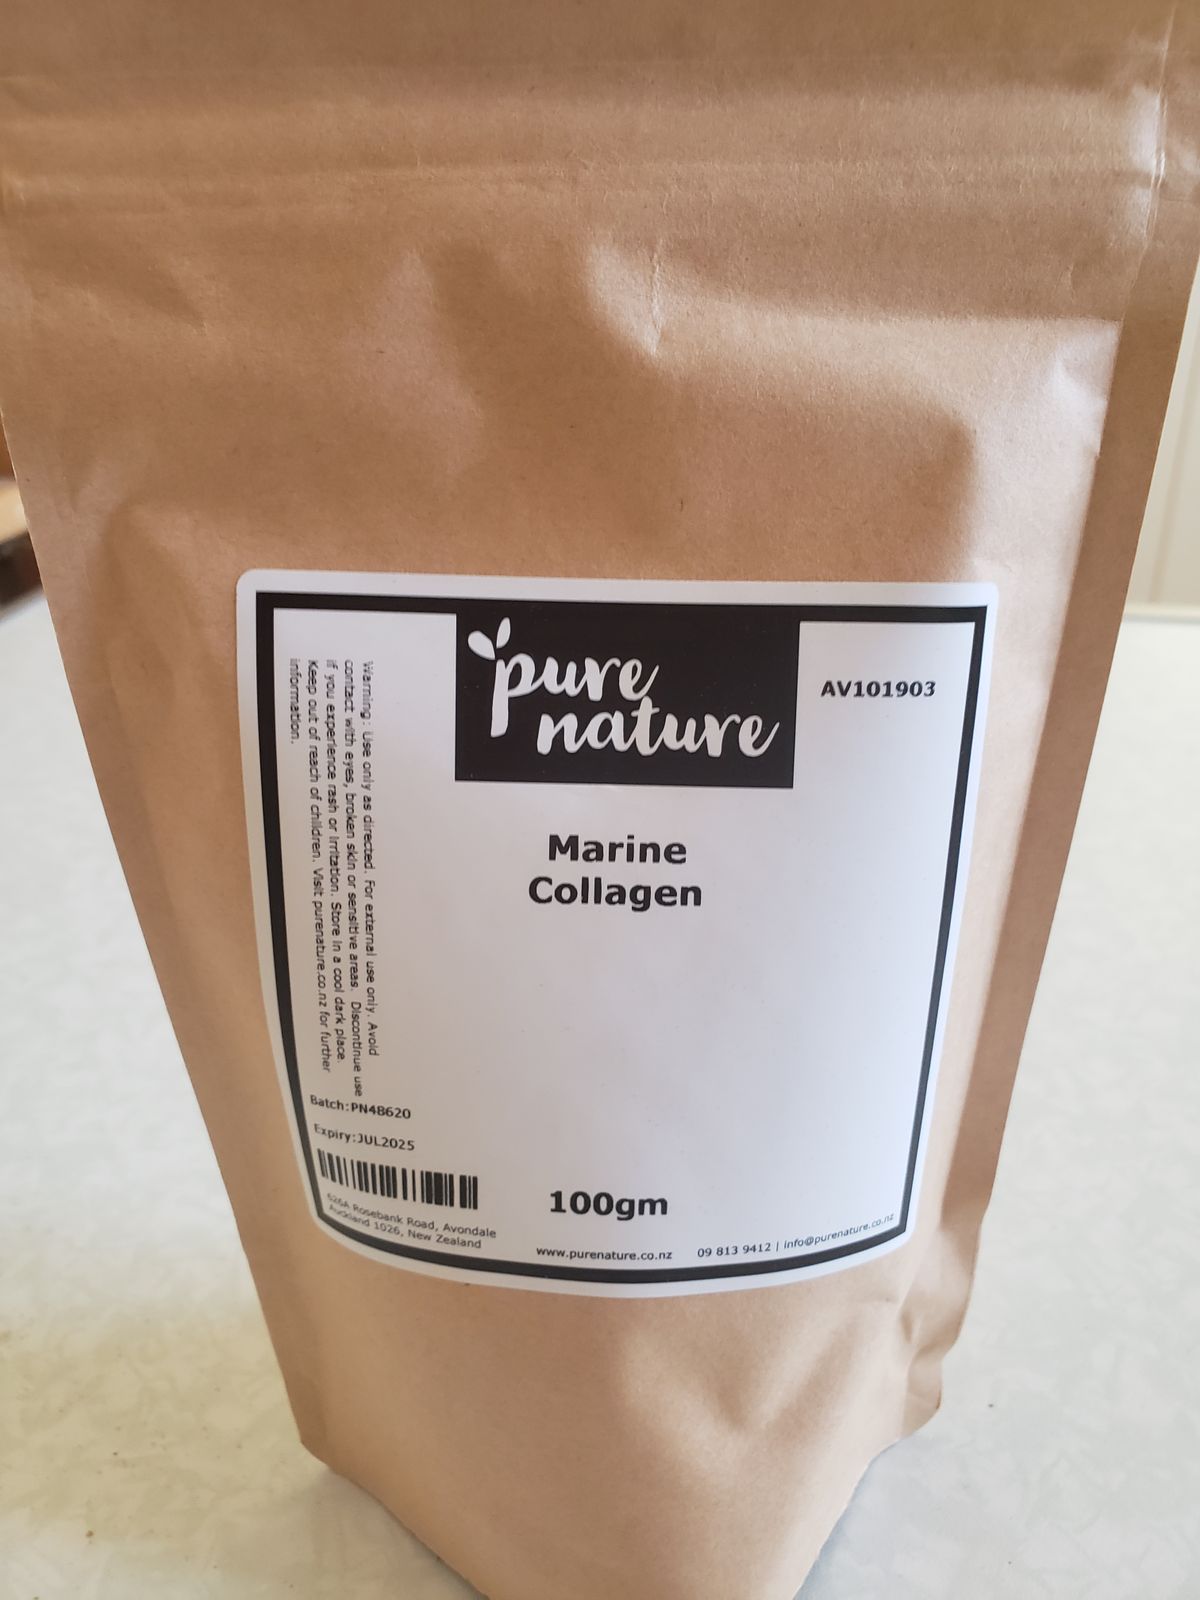 pure
nature
AV101903
Marine
Collagen
Warning: Use only as directed. For external use only. Avoid
contact with eyes, broken skin or sensitive areas. Discontinue use
if you experience rash or irritation. Store in a cool dark place.
Keep out of reach of children. Visit purenature.co.nz for further
information.
Batch:PN48620
Expiry:JUL2025
100gm
626A Rosebank Road, Avondale
Auckland 1026, New Zealand
www.purenature.co.nz
09 813 9412 | info@purenature.co.nz